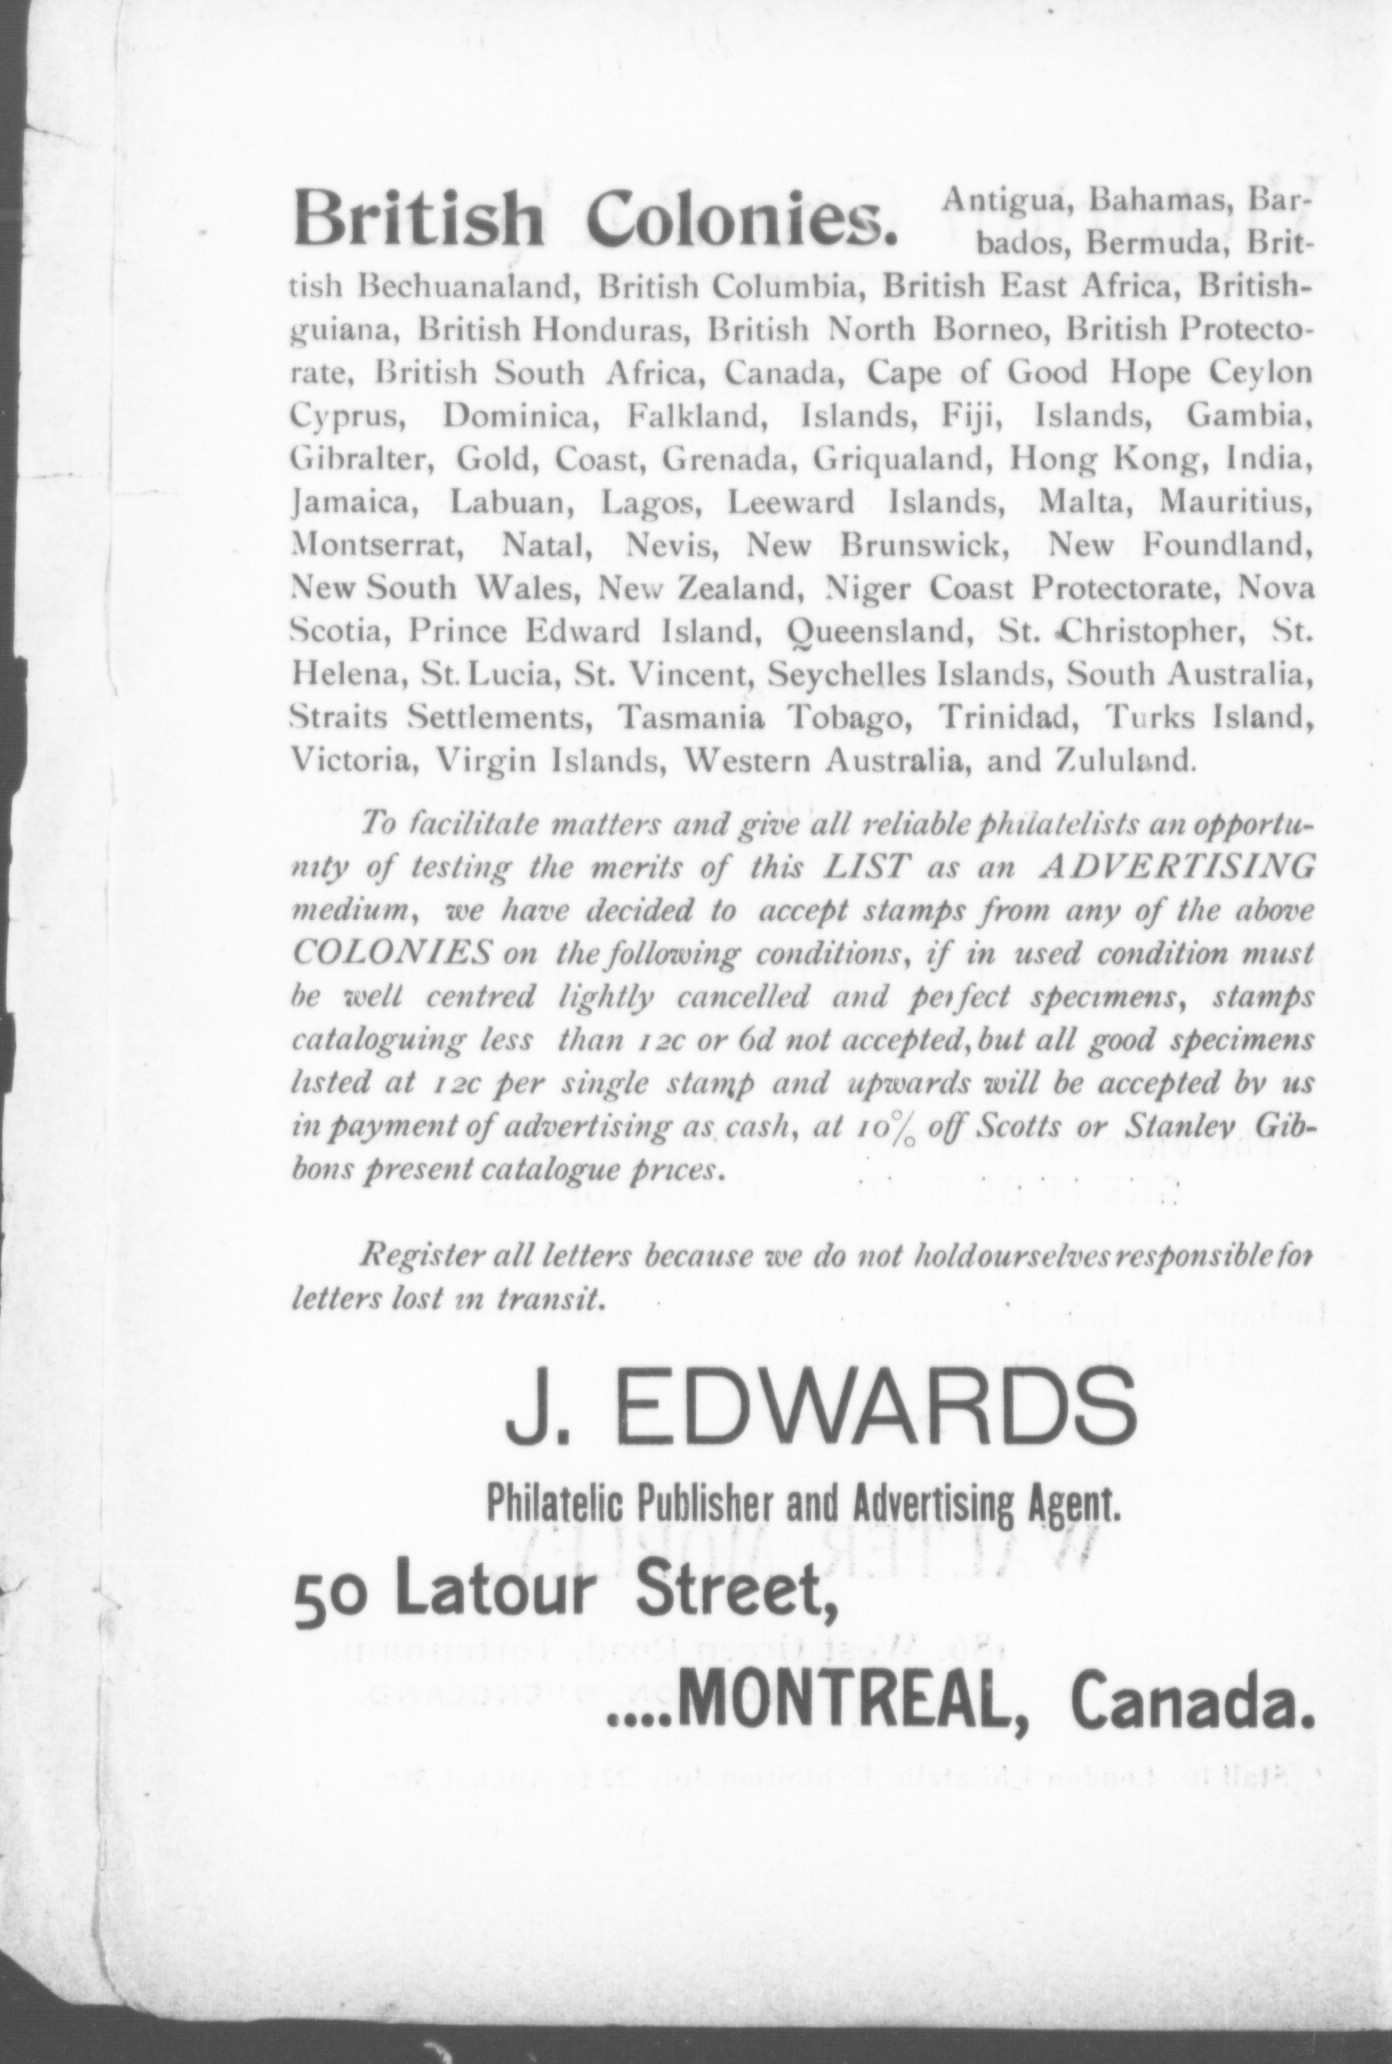 British Colonies. Antigua, Bahamas, Bar-
bados, Bermuda, Brit-
tish Bechuanaland, British Columbia, British East Africa, British-
guiana, British Honduras, British North Borneo, British Protecto-
rate, British South Africa, Canada, Cape of Good Hope Ceylon
Cyprus, Dominica, Falkland, Islands, Fiji, Islands, Gambia,
Gibralter, Gold, Coast, Grenada, Griqualand, Hong Kong, India,
Jamaica, Labuan, Lagos, Leeward Islands, Malta, Mauritius,
Montserrat, Natal, Nevis, New Brunswick, New Foundland,
New South Wales, New Zealand, Niger Coast Protectorate, Nova
Scotia, Prince Edward Island, Queensland, St. Christopher, St.
Helena, St. Lucia, St. Vincent, Seychelles Islands, South Australia,
Straits Settlements, Tasmania Tobago, Trinidad, Turks Island,
Victoria, Virgin Islands, Western Australia, and Zululand.
To facilitate matters and give all reliable philatelists an opportu-
nity of testing the merits of this LIST as an ADVERTISING
medium, we have decided to accept stamps from any of the above
COLONIES on the following conditions, if in used condition must
be well centred lightly cancelled and perfect specimens, stamps
cataloguing less than 12c or 6d not accepted, but all good specimens
listed at 12c per single stamp and upwards will be accepted by us
in payment of advertising as cash, at 10% off Scotts or Stanley Gib-
bons present catalogue prices.
Register all letters because we do not hold ourselves responsible for
letters lost in transit.
J. EDWARDS
Philatelic Publisher and Advertising Agent.
50 Latour Street,
....MONTREAL, Canada.